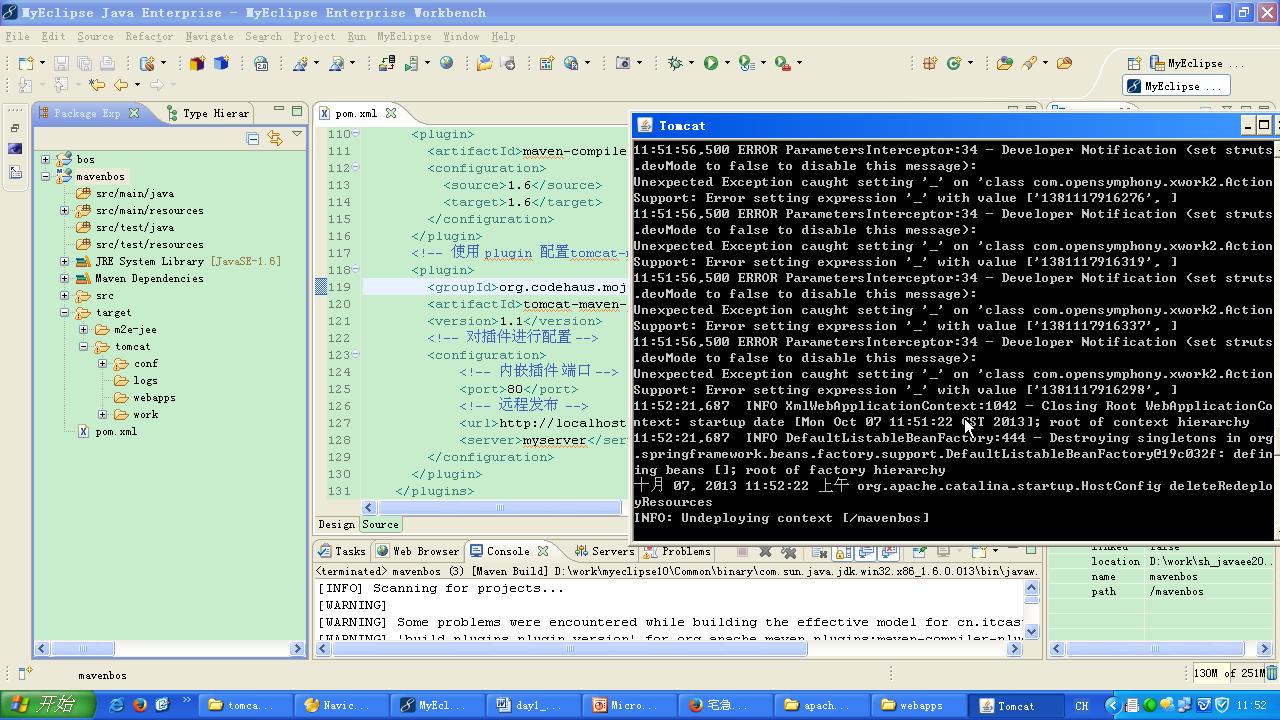 MyEclipse Java Enterprise - MyEclipse Enterprise Workbench
File Edit Source Refactor Navigate Search Project Run MyEclipse Window Help
MyEclipse ...
MyEclipse ...
Package Exp
Type Hierar
bos
mavenbos
src/main/java
src/main/resources
src/test/java
src/test/resources
JRE System Library [JavaSE-1.6]
Maven Dependencies
src
target
m2e-jee
tomcat
conf
logs
webapps
work
pom.xml
pom.xml
110 <plugin>
111 <artifactId>maven-compile
112 <configuration>
113 <source>1.6</source>
114 <target>1.6</target>
115 </configuration>
116 </plugin>
117 <!-- 使用 plugin 配置tomcat-
118 <plugin>
119 <groupId>org.codehaus.moj
120 <artifactId>tomcat-maven-
121 <version>1.1</version>
122 <!-- 对插件进行配置 -->
123 <configuration>
124 <!-- 内嵌插件 端口 -->
125 <port>80</port>
126 <!-- 远程发布 -->
127 <url>http://localhost
128 <server>myserver</ser
129 </configuration>
130 </plugin>
131 </plugins>
Design Source
Tomcat
11:51:56,500 ERROR ParametersInterceptor:34 - Developer Notification (set struts
.devMode to false to disable this message):
Unexpected Exception caught setting '_' on 'class com.opensymphony.xwork2.Action
Support: Error setting expression '_' with value ['1381117916276', ]
11:51:56,500 ERROR ParametersInterceptor:34 - Developer Notification (set struts
.devMode to false to disable this message):
Unexpected Exception caught setting '_' on 'class com.opensymphony.xwork2.Action
Support: Error setting expression '_' with value ['1381117916319', ]
11:51:56,500 ERROR ParametersInterceptor:34 - Developer Notification (set struts
.devMode to false to disable this message):
Unexpected Exception caught setting '_' on 'class com.opensymphony.xwork2.Action
Support: Error setting expression '_' with value ['1381117916337', ]
11:51:56,500 ERROR ParametersInterceptor:34 - Developer Notification (set struts
.devMode to false to disable this message):
Unexpected Exception caught setting '_' on 'class com.opensymphony.xwork2.Action
Support: Error setting expression '_' with value ['1381117916298', ]
11:52:21,687 INFO XmlWebApplicationContext:1042 - Closing Root WebApplicationCo
ntext: startup date [Mon Oct 07 11:51:22 CST 2013]; root of context hierarchy
11:52:21,687 INFO DefaultListableBeanFactory:444 - Destroying singletons in org
.springframework.beans.factory.support.DefaultListableBeanFactory@19c032f: defin
ing beans []; root of factory hierarchy
十月 07, 2013 11:52:22 上午 org.apache.catalina.startup.HostConfig deleteRedeplo
yResources
INFO: Undeploying context [/mavenbos]
Tasks Web Browser Console Servers Problems
<terminated> mavenbos (3) [Maven Build] D:\work\myeclipse10\Common\binary\com.sun.java.jdk.win32.x86_1.6.0.013\bin\javaw.
[INFO] Scanning for projects...
[WARNING]
[WARNING] Some problems were encountered while building the effective model for cn.itcas
[WARNING] 'build.plugins.plugin.version' for org.apache.maven.plugins:maven-compiler-plu
linked false
location D:\work\sh_javaee20..
name mavenbos
path /mavenbos
mavenbos
130M of 251M
开始
tomca...
Navic...
MyEcl...
day1_...
Micro...
宅急...
apach...
webapps
Tomcat
CH
11:52